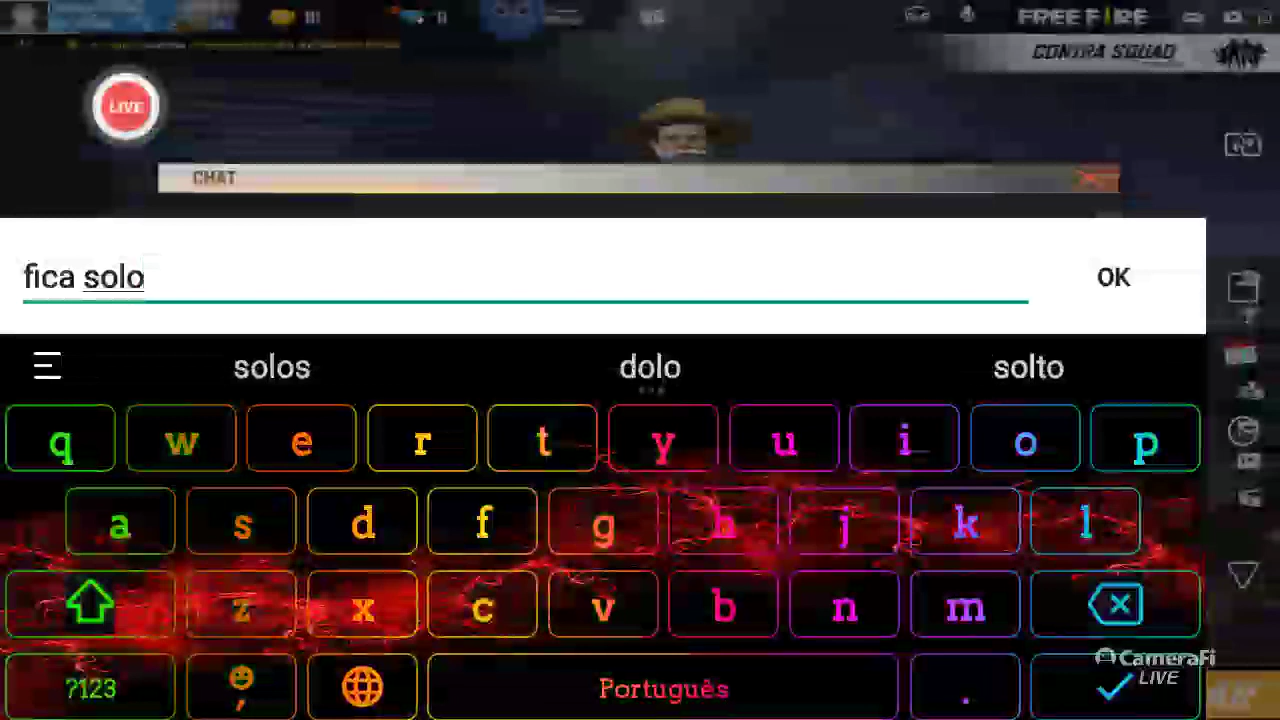 FREE FIRE
CONTRA SQUAD
LIVE
CHAT
fica solo
OK
solos dolo solto
q w e r t y u i o p
a s d f g h j k l
z x c v b n m
?123 , Português .
CameraFi
LIVE